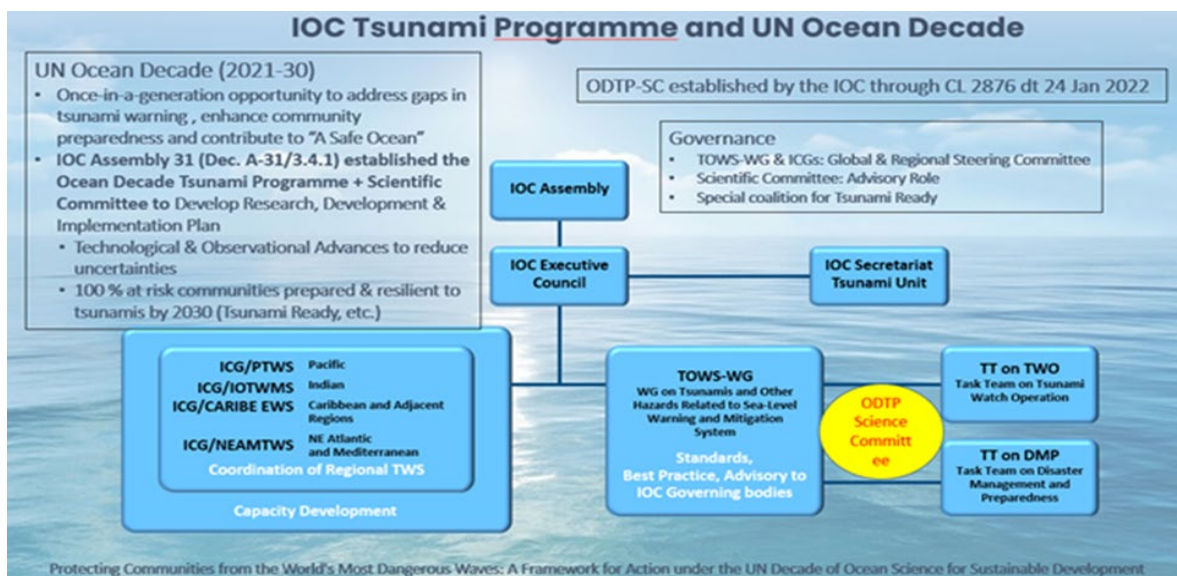 IOC Tsunami Programme and UN Ocean Decade
UN Ocean Decade (2021-30)
• Once-in-a-generation opportunity to address gaps in
tsunami warning , enhance community
preparedness and contribute to "A Safe Ocean"
• IOC Assembly 31 (Dec. A-31/3.4.1) established the
Ocean Decade Tsunami Programme + Scientific
Committee to Develop Research, Development &
Implementation Plan
• Technological & Observational Advances to reduce
uncertainties
• 100 % at risk communities prepared & resilient to
tsunamis by 2030 (Tsunami Ready, etc.)
ODTP-SC established by the IOC through CL 2876 dt 24 Jan 2022
Governance
• TOWS-WG & ICGs: Global & Regional Steering Committee
• Scientific Committee: Advisory Role
• Special coalition for Tsunami Ready
IOC Assembly
IOC Executive
Council
IOC Secretariat
Tsunami Unit
ICG/PTWS Pacific
ICG/IOTWMS Indian
ICG/CARIBE EWS Caribbean and Adjacent
Regions
ICG/NEAMTWS NE Atlantic
and Mediterranean
Coordination of Regional TWS
Capacity Development
TOWS-WG
WG on Tsunamis and Other
Hazards Related to Sea-Level
Warning and Mitigation
System
Standards,
Best Practice, Advisory to
IOC Governing bodies
ODTP
Science
Committ
ee
TT on TWO
Task Team on Tsunami
Watch Operation
TT on DMP
Task Team on Disaster
Management and
Preparedness
Protecting Communities from the World's Most Dangerous Waves: A Framework for Action under the UN Decade of Ocean Science for Sustainable Development